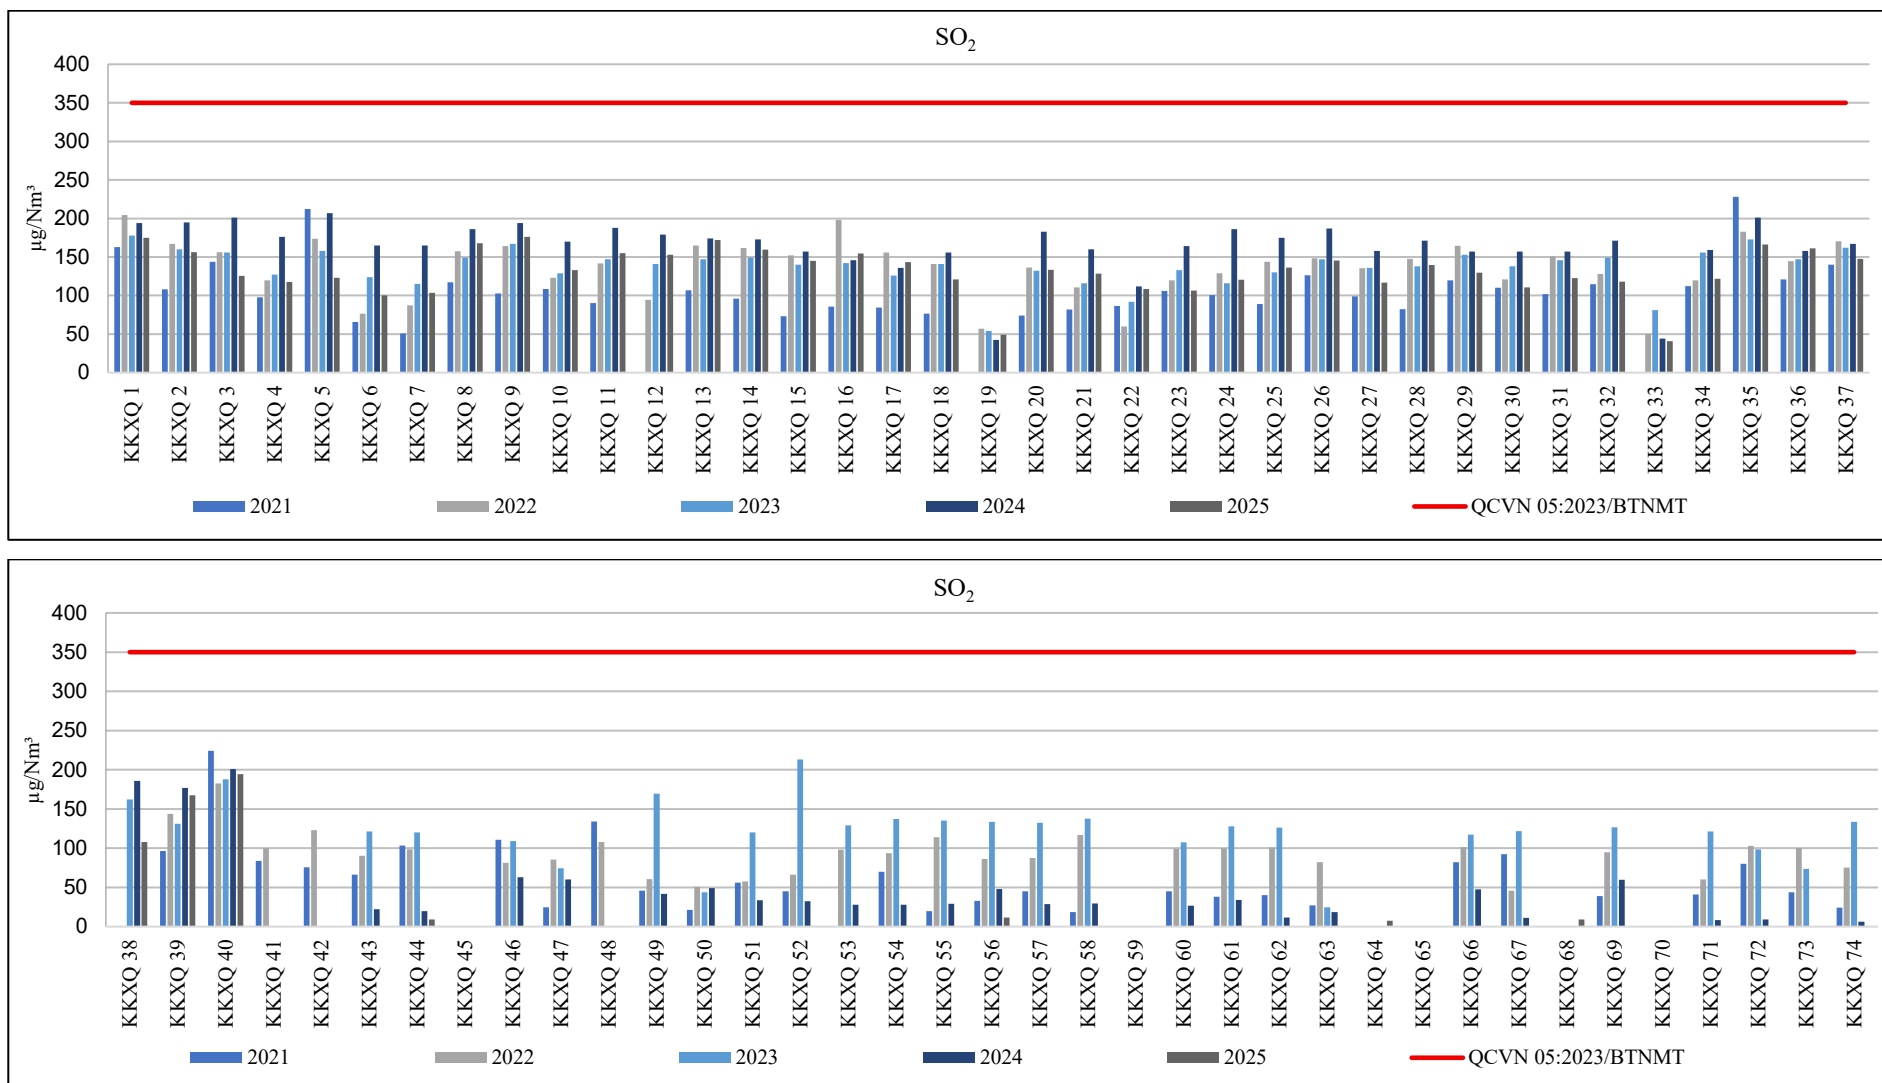 SO₂
400
350
300
250
200
150
100
50
0
µg/Nm³
KKXQ 1
KKXQ 2
KKXQ 3
KKXQ 4
KKXQ 5
KKXQ 6
KKXQ 7
KKXQ 8
KKXQ 9
KKXQ 10
KKXQ 11
KKXQ 12
KKXQ 13
KKXQ 14
KKXQ 15
KKXQ 16
KKXQ 17
KKXQ 18
KKXQ 19
KKXQ 20
KKXQ 21
KKXQ 22
KKXQ 23
KKXQ 24
KKXQ 25
KKXQ 26
KKXQ 27
KKXQ 28
KKXQ 29
KKXQ 30
KKXQ 31
KKXQ 32
KKXQ 33
KKXQ 34
KKXQ 35
KKXQ 36
KKXQ 37
2021 2022 2023 2024 2025 QCVN 05:2023/BTNMT
SO₂
400
350
300
250
200
150
100
50
0
µg/Nm³
KKXQ 38
KKXQ 39
KKXQ 40
KKXQ 41
KKXQ 42
KKXQ 43
KKXQ 44
KKXQ 45
KKXQ 46
KKXQ 47
KKXQ 48
KKXQ 49
KKXQ 50
KKXQ 51
KKXQ 52
KKXQ 53
KKXQ 54
KKXQ 55
KKXQ 56
KKXQ 57
KKXQ 58
KKXQ 59
KKXQ 60
KKXQ 61
KKXQ 62
KKXQ 63
KKXQ 64
KKXQ 65
KKXQ 66
KKXQ 67
KKXQ 68
KKXQ 69
KKXQ 70
KKXQ 71
KKXQ 72
KKXQ 73
KKXQ 74
2021 2022 2023 2024 2025 QCVN 05:2023/BTNMT